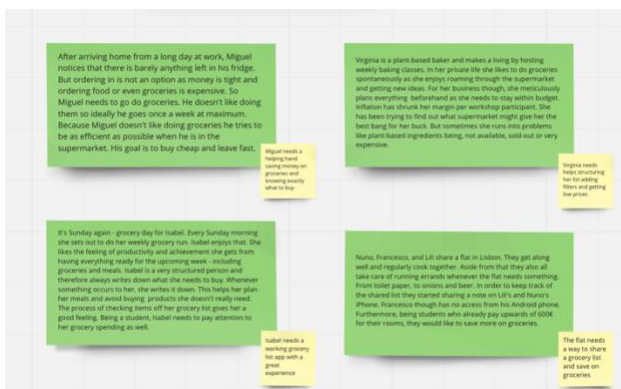 After arriving home from a long day at work, Miguel
notices that there is barely anything left in his fridge.
But ordering in is not an option as money is tight and
ordering food or even groceries is expensive. So
Miguel needs to go do groceries. He doesn't like doing
them so ideally he goes once a week at maximum.
Because Miguel doesn't like doing groceries he tries to
be as efficient as possible when he is in the
supermarket. His goal is to buy cheap and leave fast.
Miguel needs a
helping hand
saving money on
groceries and
knowing exactly
what to buy
Virginia is a plant-based baker and makes a living by hosting
weekly baking classes. In her private life she likes to do groceries
spontaneously as she enjoys roaming through the supermarket
and getting new ideas. For her business though, she meticulously
plans everything beforehand as she needs to stay within budget.
Inflation has shrunk her margin per workshop participant. She
has been trying to find out what supermarket might give her the
best bang for her buck. But sometimes she runs into problems
like plant-based ingredients being, not available, sold-out or very
expensive.
Virginia needs
helps structuring
her list adding
filters and getting
low prices
It's Sunday again - grocery day for Isabel. Every Sunday morning
she sets out to do her weekly grocery run. Isabel enjoys that. She
likes the feeling of productivity and achievement she gets from
having everything ready for the upcoming week - including
groceries and meals. Isabel is a very structured person and
therefore always writes down what she needs to buy. Whenever
something occurs to her, she writes it down. This helps her plan
her meals and avoid buying products she doesn't really need.
The process of checking items off her grocery list gives her a
good feeling. Being a student, Isabel needs to pay attention to
her grocery spending as well.
Isabel needs a
working grocery
list app with a
great
experience
Nuno, Francesco, and Lili share a flat in Lisbon. They get along
well and regularly cook together. Aside from that they also all
take care of running errands whenever the flat needs something.
From toilet paper, to onions and beer. In order to keep track of
the shared list they started sharing a note on Lili's and Nuno's
iPhone. Francesco though has no access from his Android phone.
Furthermore, being students who already pay upwards of 600€
for their rooms, they would like to save more on groceries.
The flat needs
a way to share
a grocery list
and save on
groceries